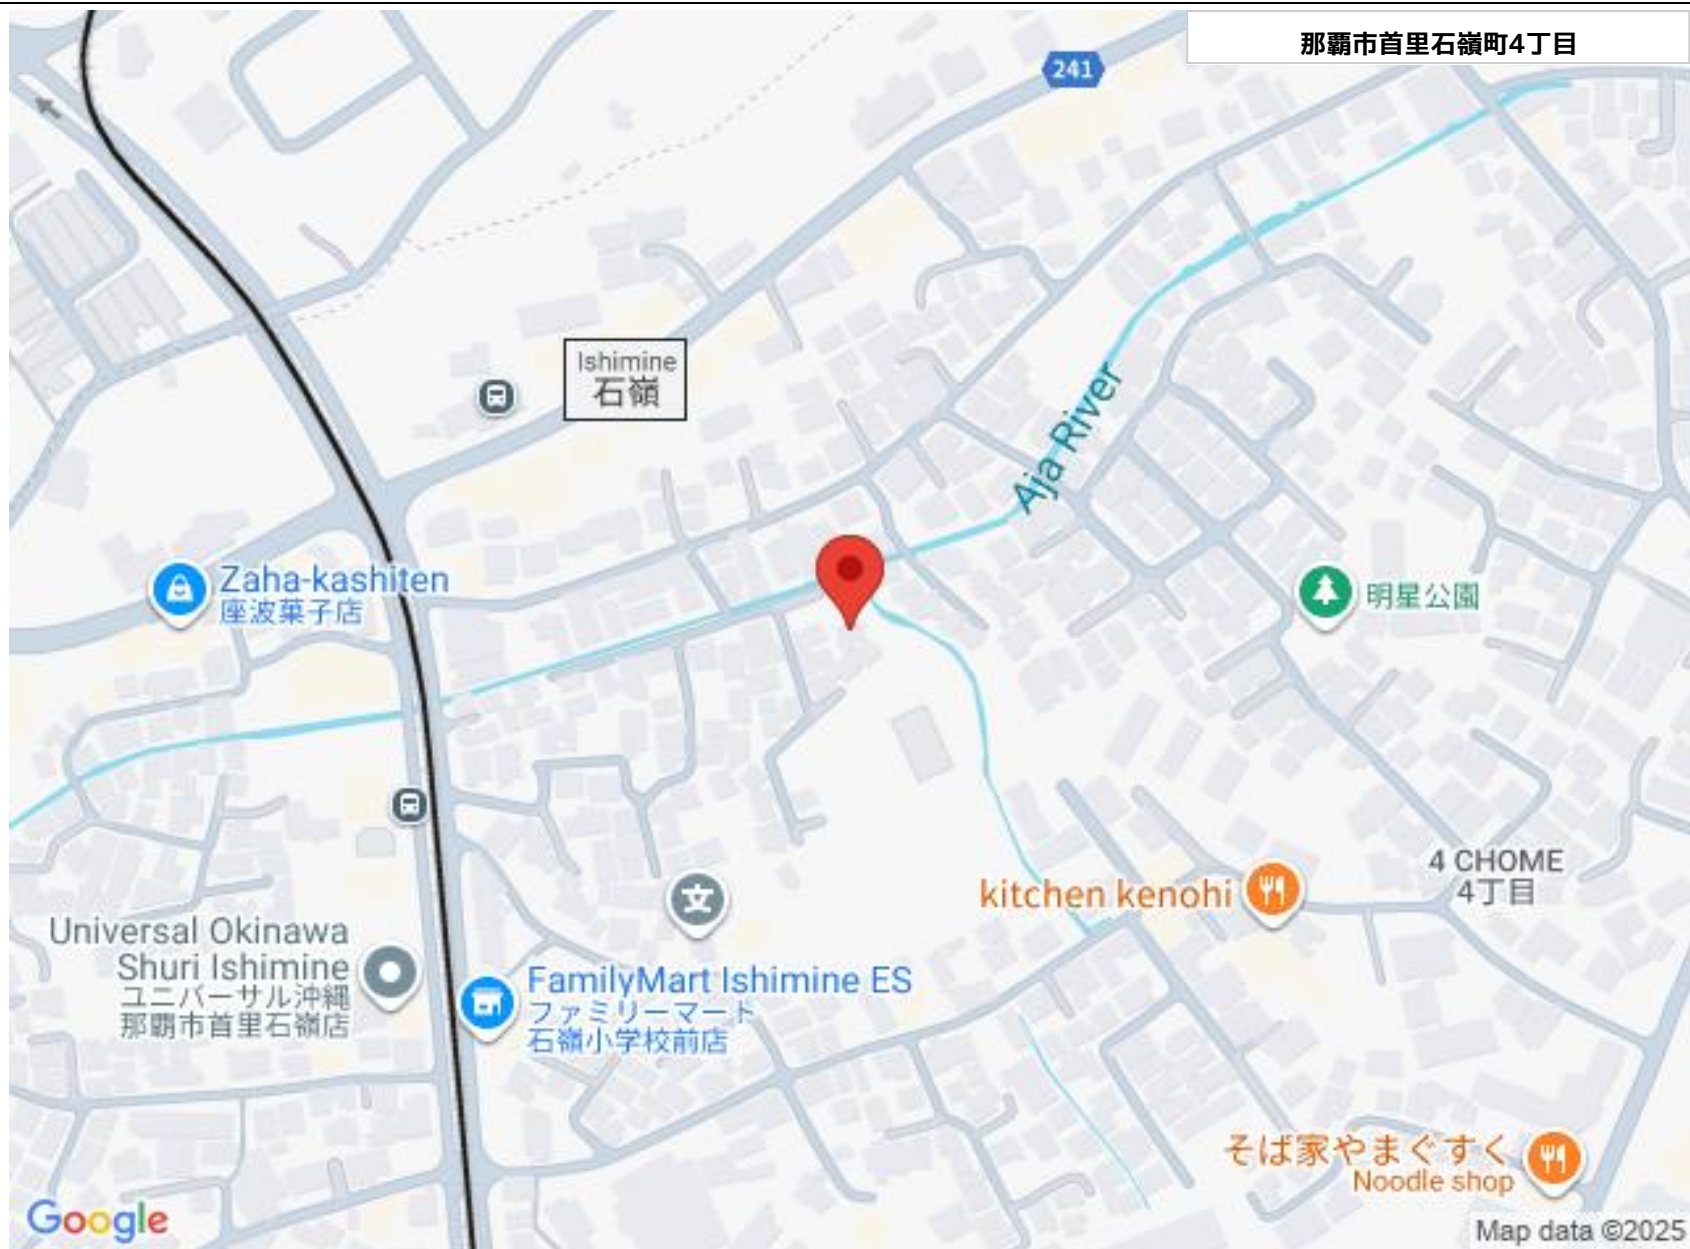 那覇市首里石嶺町4丁目
241
Ishimine
石嶺
Aja River
Zaha-kashiten
座波菓子店
明星公園
4 CHOME
4丁目
kitchen kenohi
文
Universal Okinawa
Shuri Ishimine
ユニバーサル沖縄
那覇市首里石嶺店
FamilyMart Ishimine ES
ファミリーマート
石嶺小学校前店
そば家やまぐすく
Noodle shop
Google
Map data ©2025